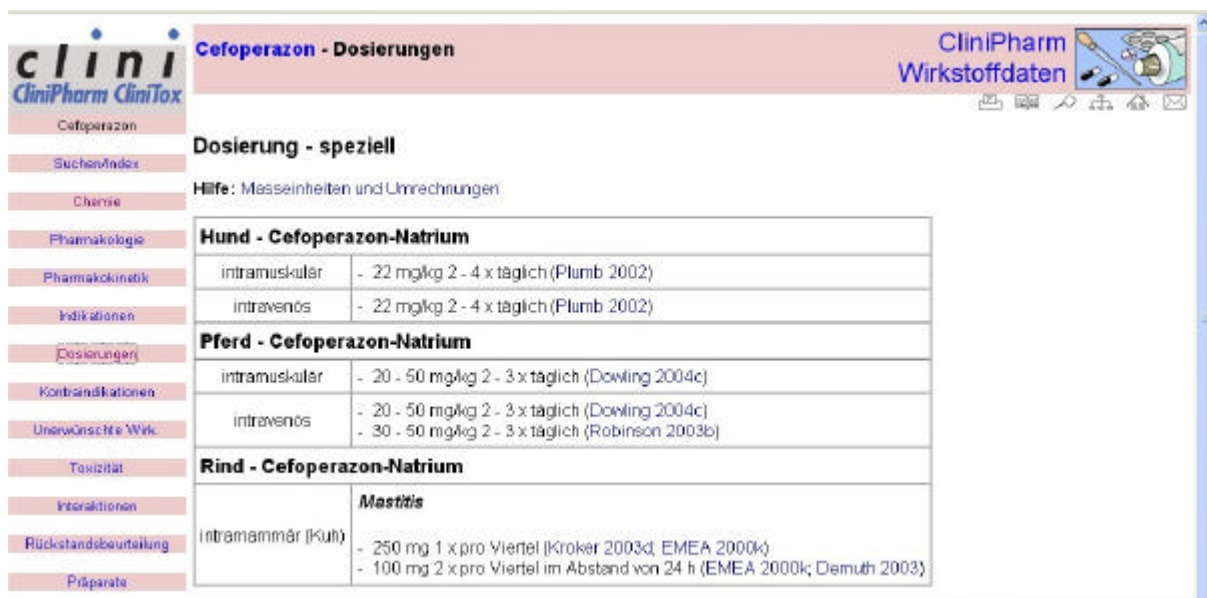 clini
CliniPharm CliniTox
Cefoperazon - Dosierungen
CliniPharm
Wirkstoffdaten
Cefoperazon
Suchen/Index
Chemie
Pharmakologie
Pharmakokinetik
Indikationen
Dosierungen
Kontraindikationen
Unerwünschte Wirk.
Toxizität
Interaktionen
Rückstandsbeurteilung
Präparate
Dosierung - speziell
Hilfe: Masseinheiten und Umrechnungen
Hund - Cefoperazon-Natrium
intramuskulär - 22 mg/kg 2 - 4 x täglich (Plumb 2002)
intravenös - 22 mg/kg 2 - 4 x täglich (Plumb 2002)
Pferd - Cefoperazon-Natrium
intramuskulär - 20 - 50 mg/kg 2 - 3 x täglich (Dowling 2004c)
intravenös
- 20 - 50 mg/kg 2 - 3 x täglich (Dowling 2004c)
- 30 - 50 mg/kg 2 - 3 x täglich (Robinson 2003b)
Rind - Cefoperazon-Natrium
intramammär (Kuh)
Mastitis
- 250 mg 1 x pro Viertel (Kroker 2003d; EMEA 2000k)
- 100 mg 2 x pro Viertel im Abstand von 24 h (EMEA 2000k; Demuth 2003)